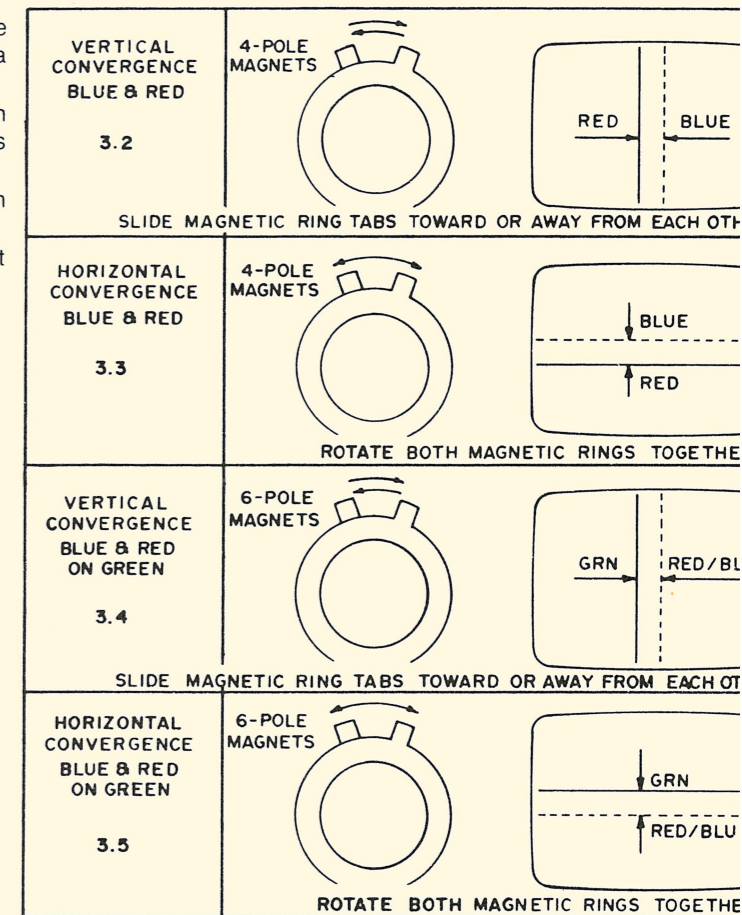 VERTICAL
CONVERGENCE
BLUE & RED
3.2
4-POLE
MAGNETS
RED
BLUE
SLIDE MAGNETIC RING TABS TOWARD OR AWAY FROM EACH
HORIZONTAL
CONVERGENCE
BLUE & RED
3.3
4-POLE
MAGNETS
BLUE
RED
ROTATE BOTH MAGNETIC RINGS
VERTICAL
CONVERGENCE
BLUE & RED
ON GREEN
3.4
6-POLE
MAGNETS
GRN
RED/BL
SLIDE MAGNETIC RING TABS TOWARD OR AWAY FROM EACH
HORIZONTAL
CONVERGENCE
BLUE & RED
ON GREEN
3.5
6-POLE
MAGNETS
GRN
RED/BLU
ROTATE BOTH MAGNETIC RINGS